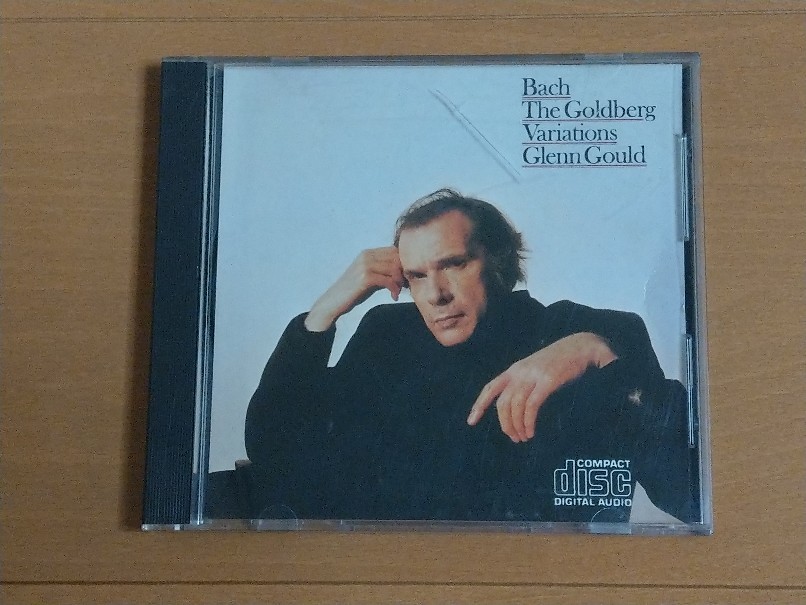 Bach
The Goldberg
Variations
Glenn Gould
COMPACT
disc
DIGITAL AUDIO